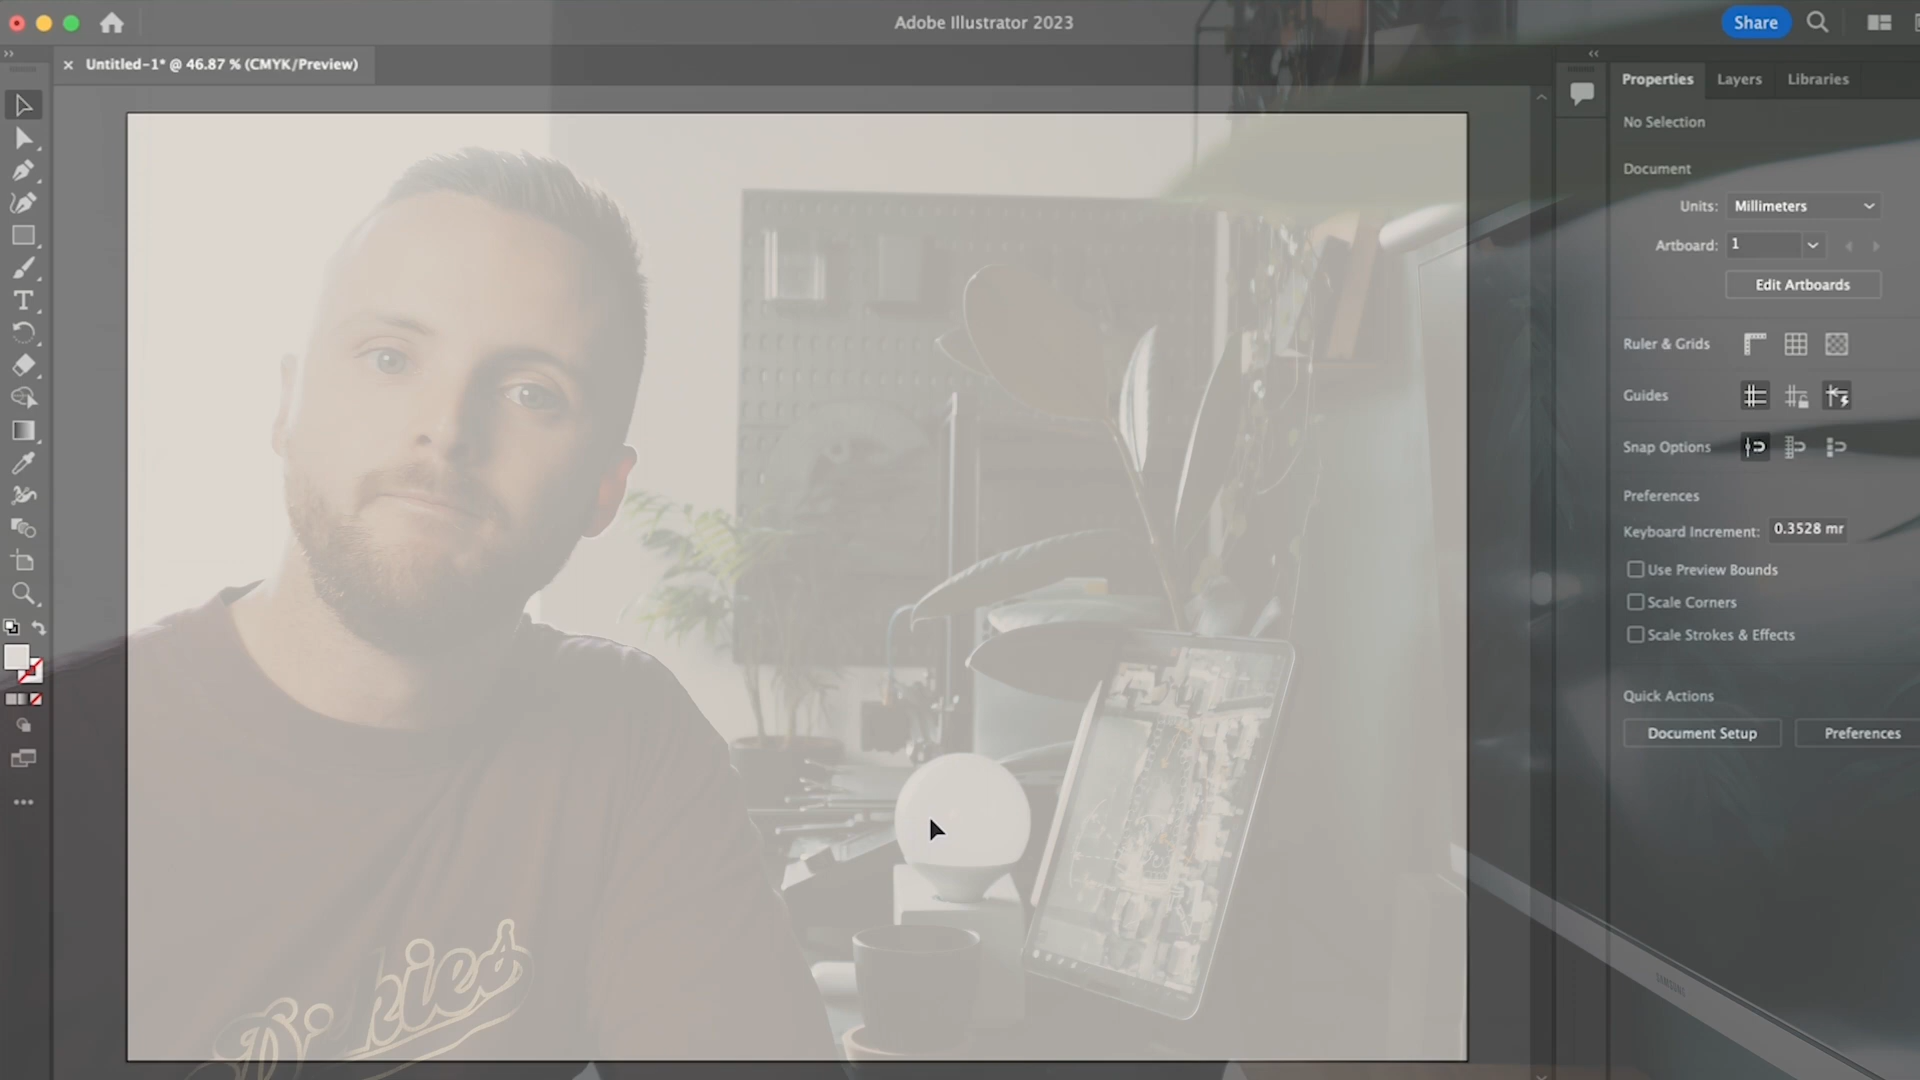 Adobe Illustrator 2023
Share
Untitled-1* @ 46.87 % (CMYK/Preview)
Properties
Layers
Libraries
No Selection
Document
Units:
Millimeters
Artboard:
1
Edit Artboards
Ruler & Grids
Guides
Snap Options
Preferences
Keyboard Increment:
0.3528 mr
Use Preview Bounds
Scale Corners
Scale Strokes & Effects
Quick Actions
Document Setup
Preferences
Dickies
SAMSUNG